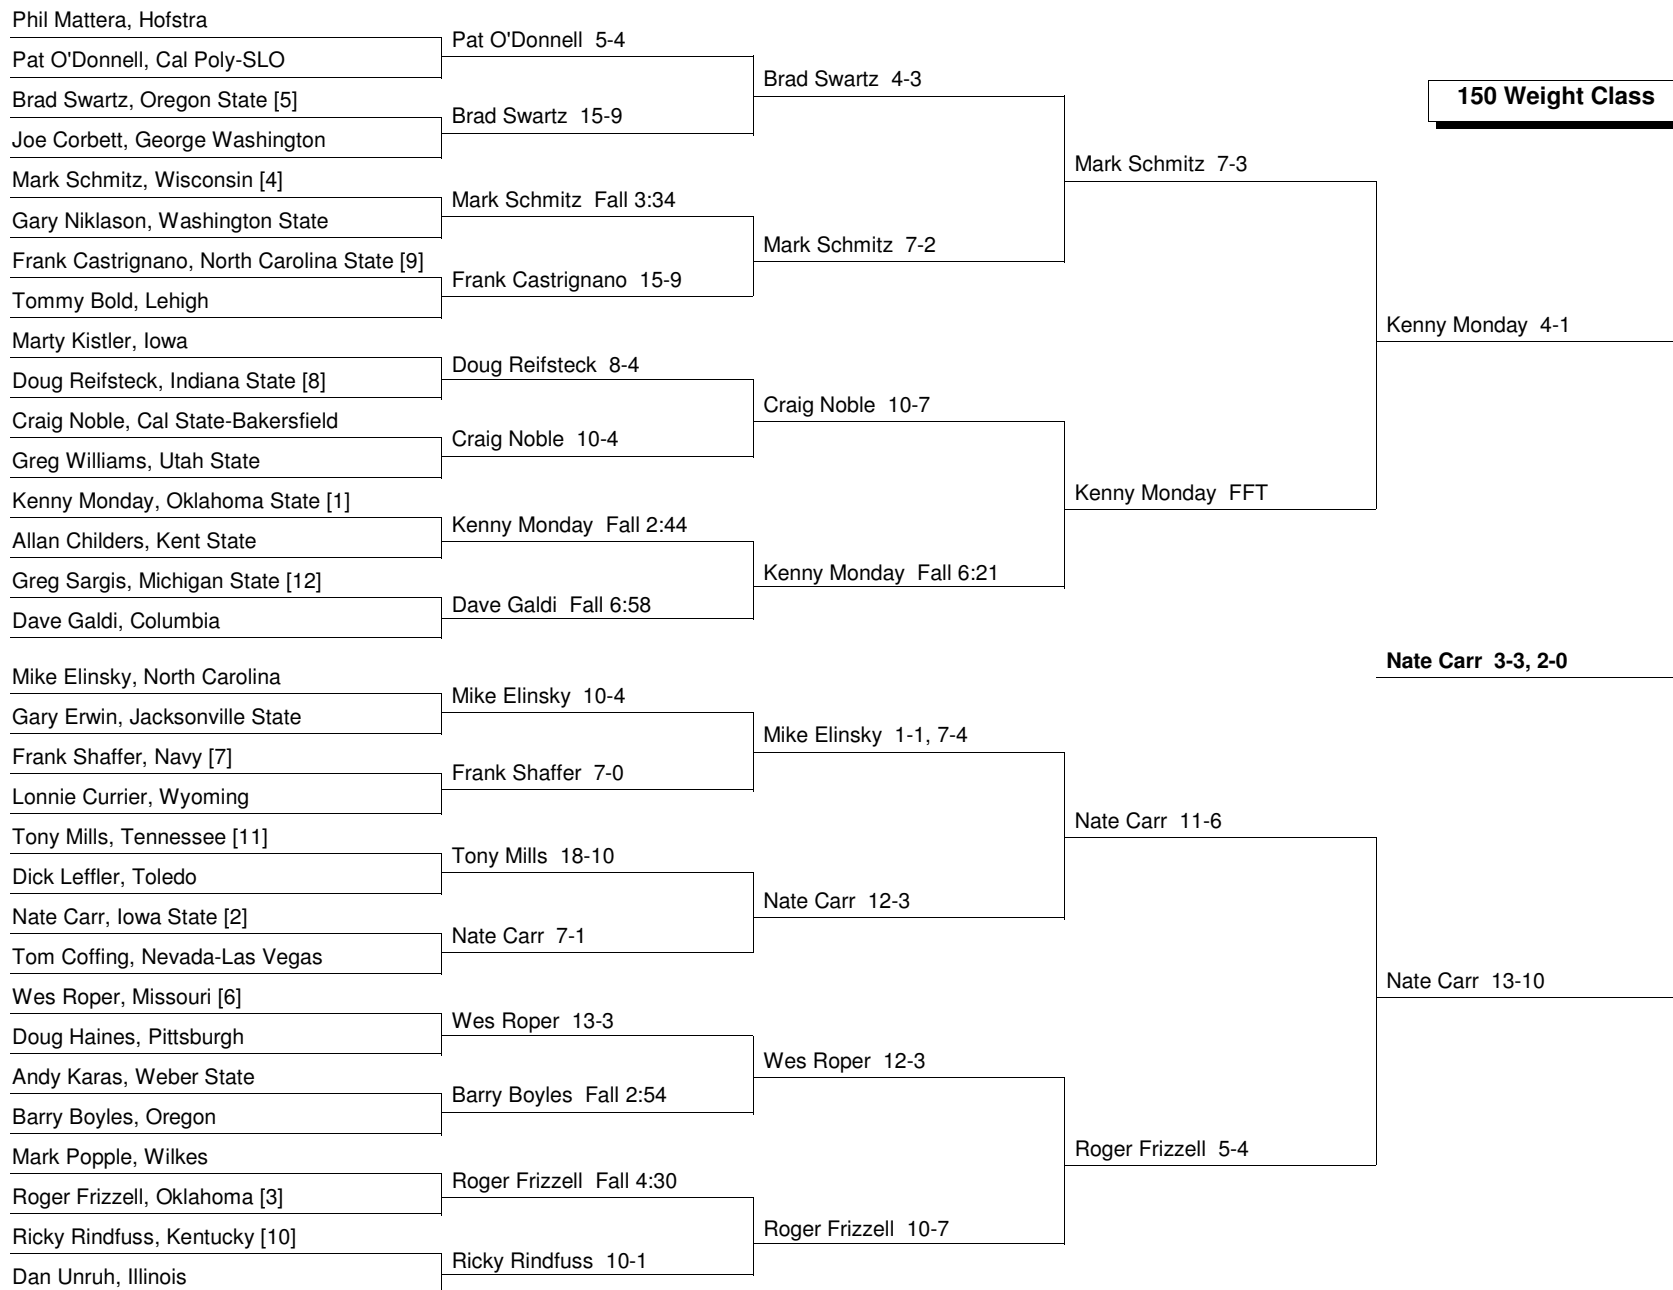 Phil Mattera, Hofstra
Pat O'Donnell, Cal Poly-SLO
Brad Swartz, Oregon State [5]
Joe Corbett, George Washington
Mark Schmitz, Wisconsin [4]
Gary Niklason, Washington State
Frank Castrignano, North Carolina State [9]
Tommy Bold, Lehigh
Marty Kistler, Iowa
Doug Reifsteck, Indiana State [8]
Craig Noble, Cal State-Bakersfield
Greg Williams, Utah State
Kenny Monday, Oklahoma State [1]
Allan Childers, Kent State
Greg Sargis, Michigan State [12]
Dave Galdi, Columbia
Mike Elinsky, North Carolina
Gary Erwin, Jacksonville State
Frank Shaffer, Navy [7]
Lonnie Currier, Wyoming
Tony Mills, Tennessee [11]
Dick Leffler, Toledo
Nate Carr, Iowa State [2]
Tom Coffing, Nevada-Las Vegas
Wes Roper, Missouri [6]
Doug Haines, Pittsburgh
Andy Karas, Weber State
Barry Boyles, Oregon
Mark Popple, Wilkes
Roger Frizzell, Oklahoma [3]
Ricky Rindfuss, Kentucky [10]
Dan Unruh, Illinois
Pat O'Donnell 5-4
Brad Swartz 15-9
Mark Schmitz Fall 3:34
Frank Castrignano 15-9
Doug Reifsteck 8-4
Craig Noble 10-4
Kenny Monday Fall 2:44
Dave Galdi Fall 6:58
Mike Elinsky 10-4
Frank Shaffer 7-0
Tony Mills 18-10
Nate Carr 7-1
Wes Roper 13-3
Barry Boyles Fall 2:54
Roger Frizzell Fall 4:30
Ricky Rindfuss 10-1
Brad Swartz 4-3
Mark Schmitz 7-2
Craig Noble 10-7
Kenny Monday Fall 6:21
Mike Elinsky 1-1, 7-4
Nate Carr 12-3
Wes Roper 12-3
Roger Frizzell 10-7
Mark Schmitz 7-3
Kenny Monday FFT
Nate Carr 11-6
Roger Frizzell 5-4
150 Weight Class
Kenny Monday 4-1
Nate Carr 3-3, 2-0
Nate Carr 13-10